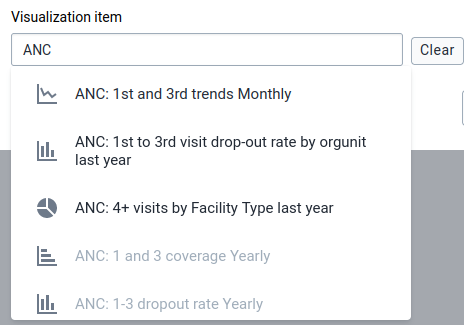 Visualization item
ANC
Clear
ANC: 1st and 3rd trends Monthly
ANC: 1st to 3rd visit drop-out rate by orgunit
last year
ANC: 4+ visits by Facility Type last year
ANC: 1 and 3 coverage Yearly
ANC: 1-3 dropout rate Yearly